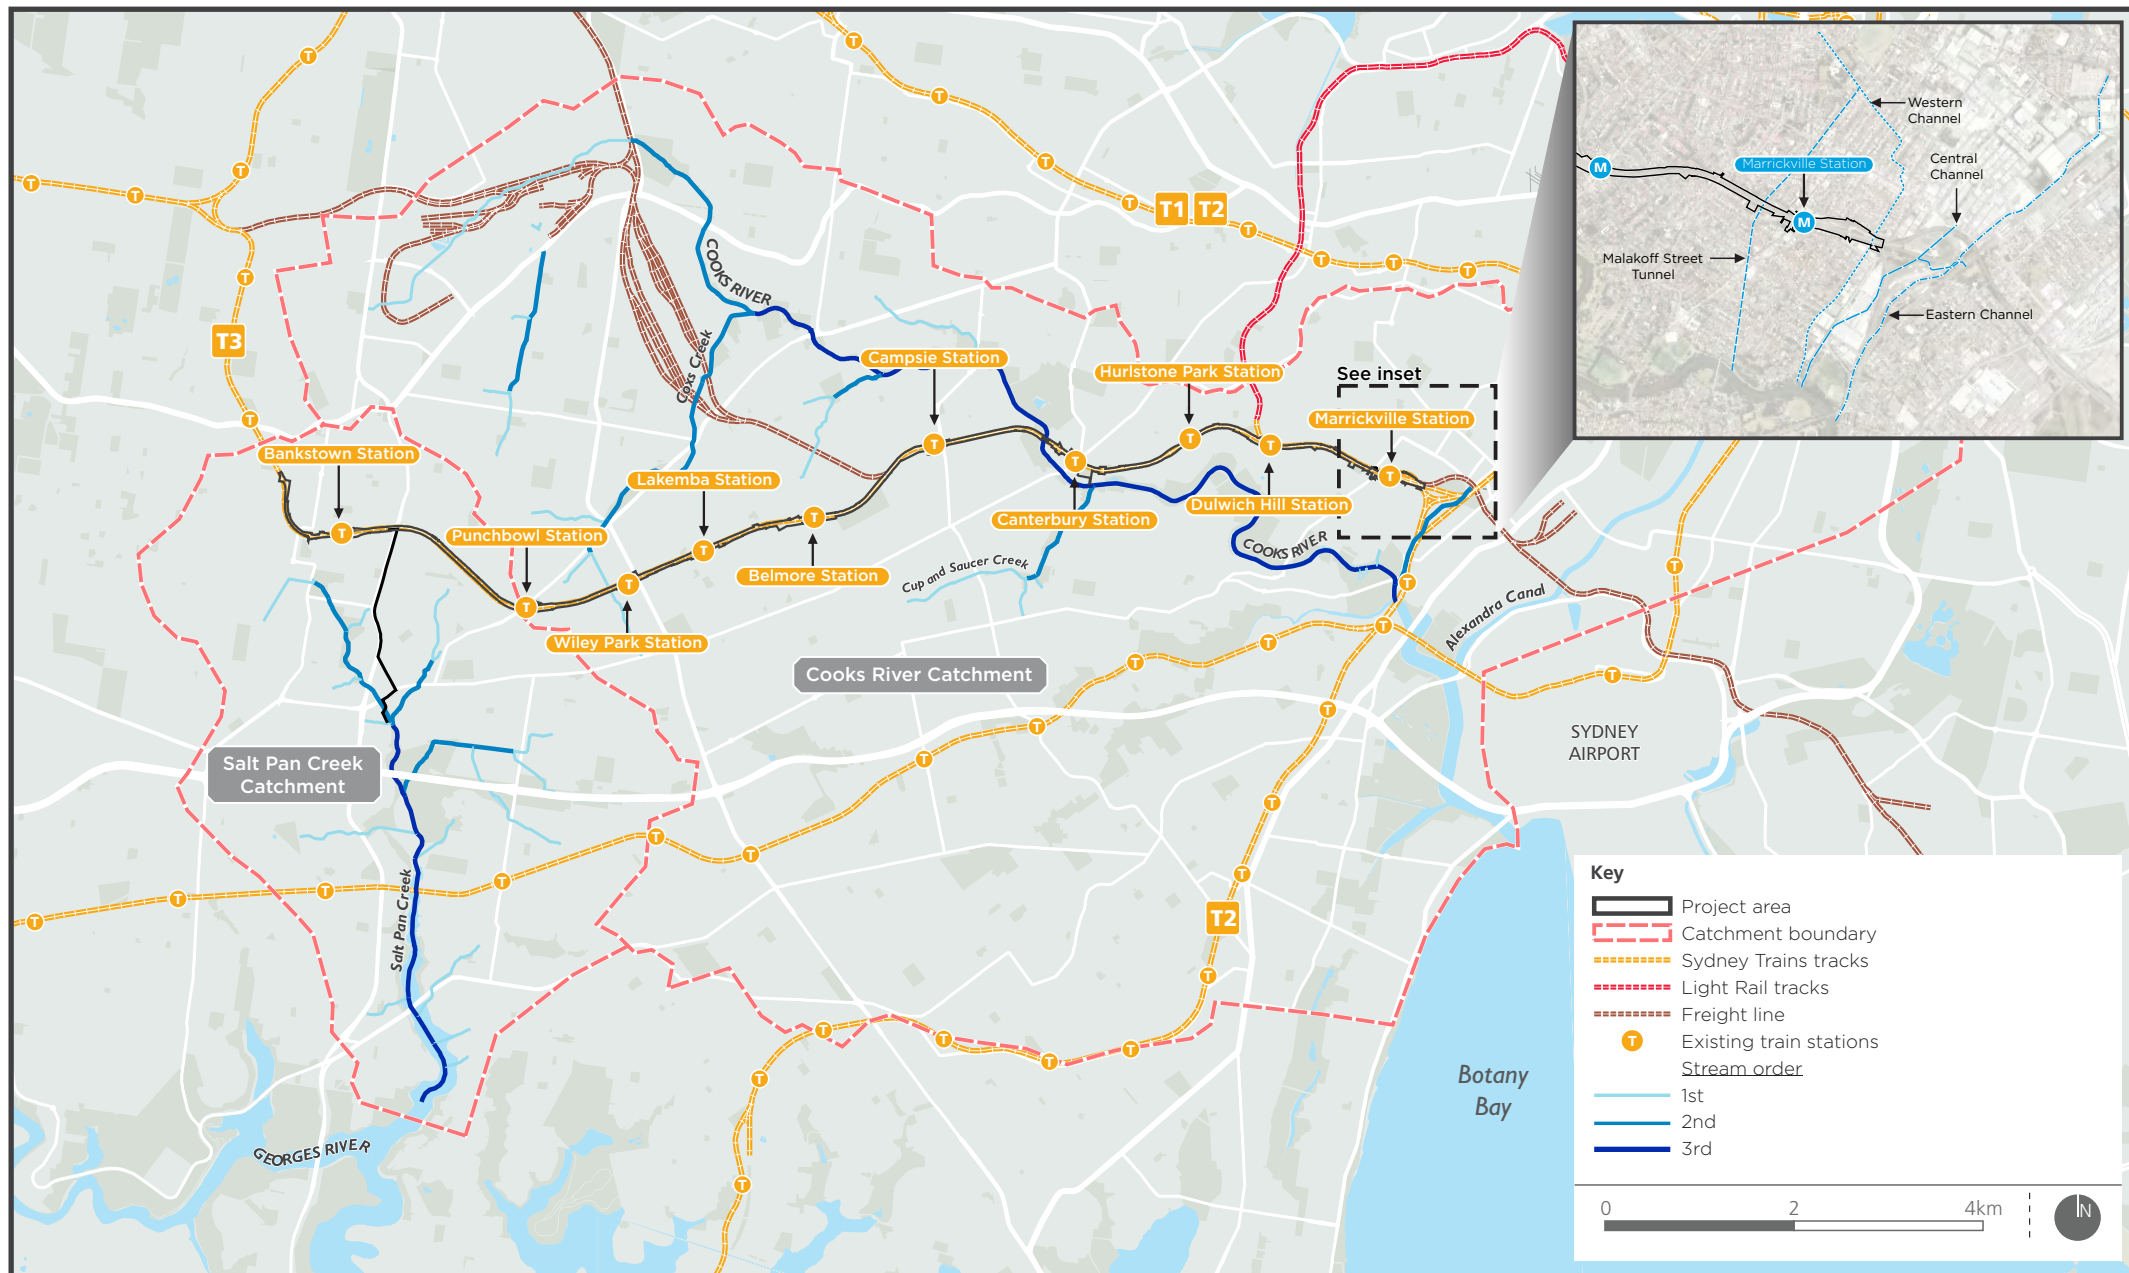 Western
Channel
Central
Channel
Marrickville Station
M
M
Malakoff Street
Tunnel
Eastern Channel
T1 T2
COOKS RIVER
T3
Coxs Creek
Campsie Station
Hurlstone Park Station
See inset
Marrickville Station
Bankstown Station
Lakemba Station
Dulwich Hill Station
Canterbury Station
Punchbowl Station
COOKS RIVER
Belmore Station
Cup and Saucer Creek
Alexandra Canal
Wiley Park Station
Cooks River Catchment
SYDNEY
AIRPORT
Salt Pan Creek
Catchment
Salt Pan Creek
T2
Botany
Bay
GEORGES RIVER
Key
Project area
Catchment boundary
Sydney Trains tracks
Light Rail tracks
Freight line
T Existing train stations
Stream order
1st
2nd
3rd
0 2 4km
N